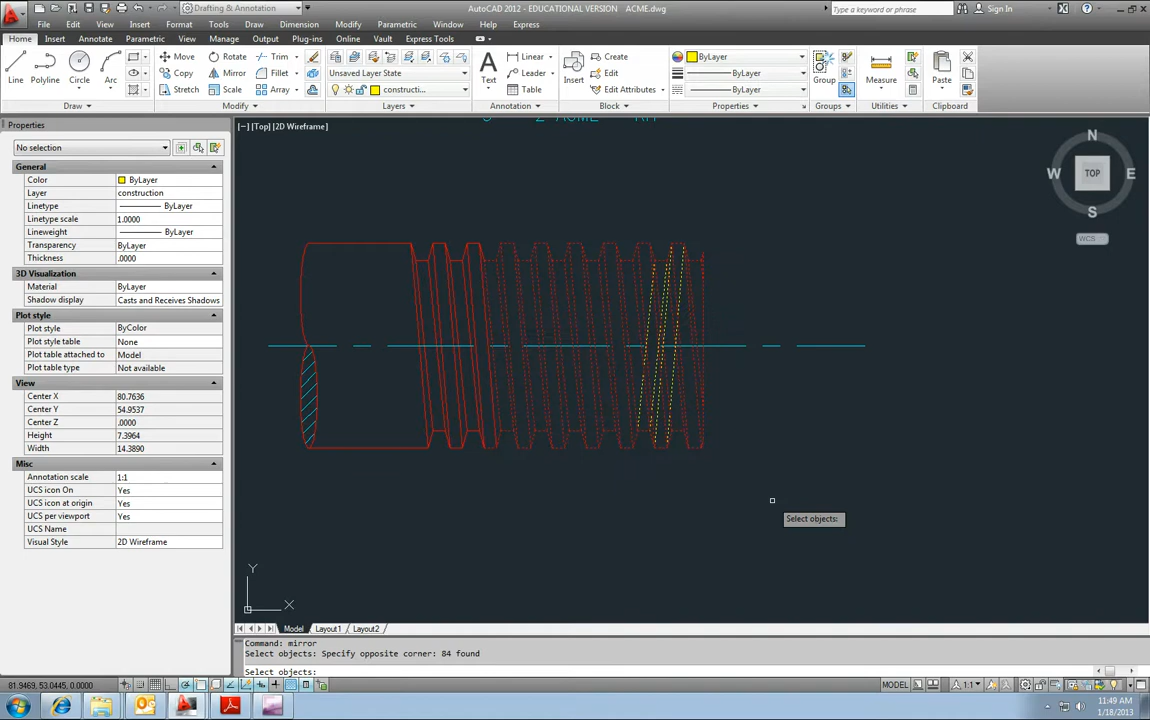 Drafting & Annotation
AutoCAD 2011 - EDUCATIONAL VERSION ACME.dwg
Type a keyword or phrase
Sign In
File Edit View Insert Format Tools Draw Dimension Modify Parametric Window Help Express
Home Insert Annotate Parametric View Manage Output Plug-ins Online Vault Express Tools
Line Polyline Circle Arc
Move Rotate Trim
Copy Mirror Fillet
Stretch Scale Array
Unsaved Layer State
constructi...
Text
Linear
Leader
Table
Insert
Create
Edit
Edit Attributes
ByLayer
ByLayer
ByLayer
Group
Measure
Paste
Draw Modify Layers Annotation Block Properties Groups Utilities Clipboard
Properties
[−] [Top] [2D Wireframe]
ACME RH
No selection
General
Color ByLayer
Layer construction
Linetype ByLayer
Linetype scale 1.0000
Lineweight ByLayer
Transparency ByLayer
Thickness .0000
3D Visualization
Material ByLayer
Shadow display Casts and Receives Shadows
Plot style
Plot style ByColor
Plot style table None
Plot table attached to Model
Plot table type Not available
View
Center X 80.7636
Center Y 54.9537
Center Z .0000
Height 7.3964
Width 14.3890
Misc
Annotation scale 1:1
UCS icon On Yes
UCS icon at origin Yes
UCS per viewport Yes
UCS Name
Visual Style 2D Wireframe
N
W TOP E
S
WCS
Select objects:
Y
X
Model Layout1 Layout2
Command: mirror
Select objects: Specify opposite corner: 84 found
Select objects:
81.9469, 53.0445, 0.0000
MODEL
1:1
11:49 AM
1/18/2013